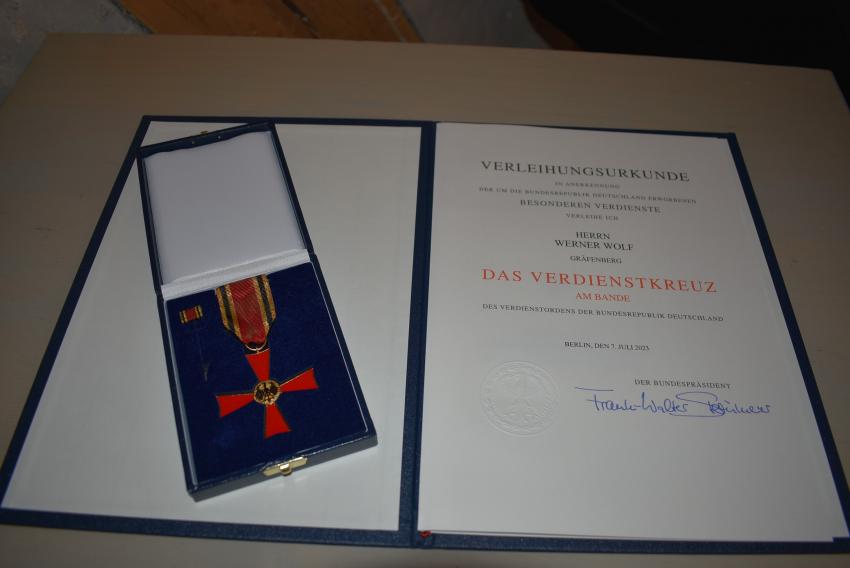 VERLEIHUNGSURKUNDE
IN ANERKENNUNG
DER UM DIE BUNDESREPUBLIK DEUTSCHLAND ERWORBENEN
BESONDEREN VERDIENSTE
VERLEIHE ICH
HERRN
WERNER WOLF
GRÄFENBERG
DAS VERDIENSTKREUZ
AM BANDE
DES VERDIENSTORDENS DER BUNDESREPUBLIK DEUTSCHLAND
BERLIN, DEN 7. JULI 2023
DER BUNDESPRÄSIDENT
Frank-Walter Steinmeier